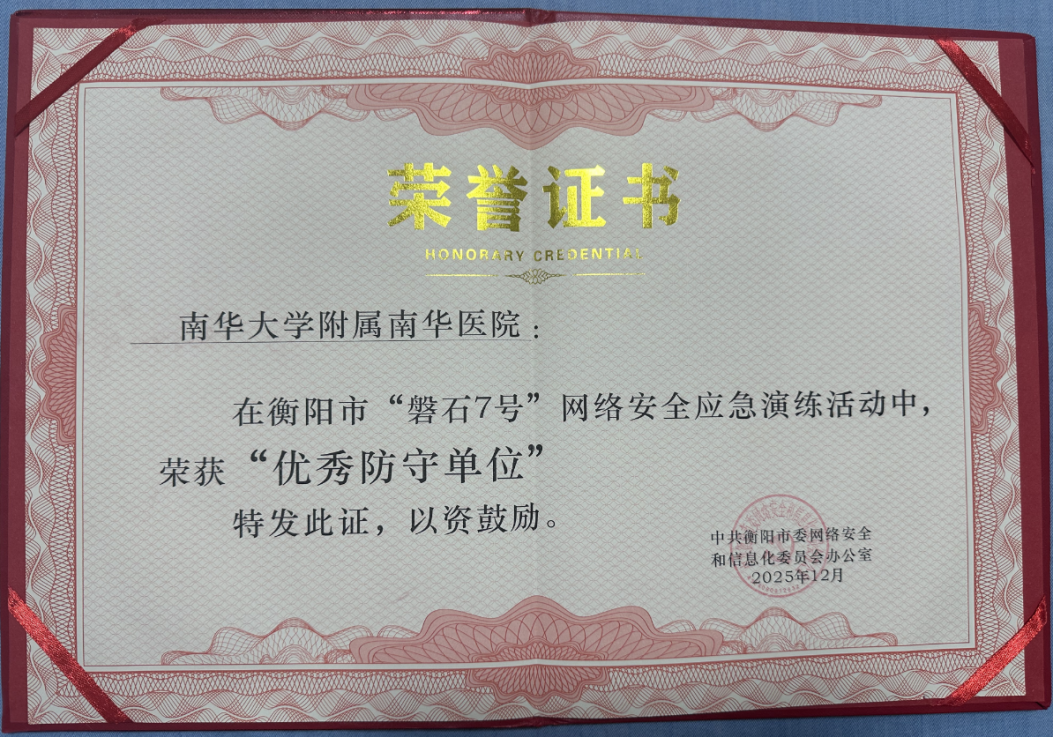 荣誉证书
HONORARY CREDENTIAL
南华大学附属南华医院：
在衡阳市“磐石7号”网络安全应急演练活动中，
荣获“优秀防守单位”
特发此证，以资鼓励。
中共衡阳市委网络安全
和信息化委员会办公室
2025年12月